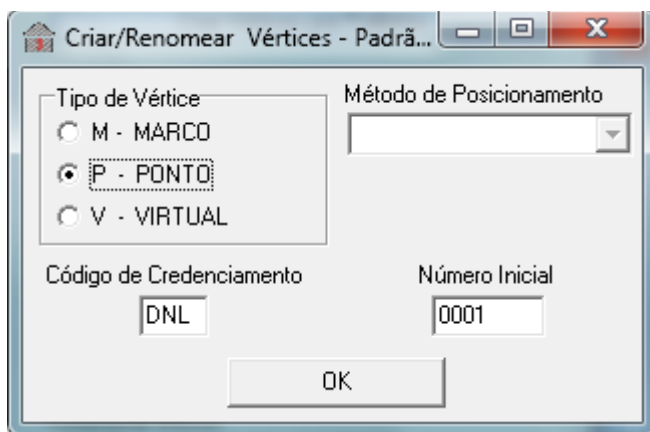 Criar/Renomear Vértices - Padrã...
Tipo de Vértice
M - MARCO
P - PONTO
V - VIRTUAL
Método de Posicionamento
Código de Credenciamento
DNL
Número Inicial
0001
OK